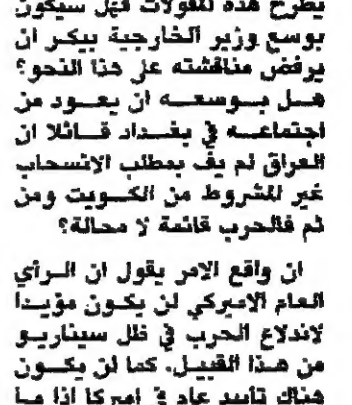 يطرح هذه المقولات فهل سيكون
بوسع وزير الخارجية بيكر ان
يرفض مناقشته على هذا النحو؟
هل بوسعه ان يعود من
اجتماعه في بغداد قائلا ان
العراق لم يف بمطلب الانسحاب
غير المشروط من الكويت ومن
ثم فالحرب قائمة لا محالة؟
ان واقع الامر يقول ان الرأي
العام الاميركي لن يكون مؤيدا
لاندلاع الحرب في ظل سيناريو
من هذا القبيل. كما لن يكون
هناك تأييد عام في اميركا اذا ما